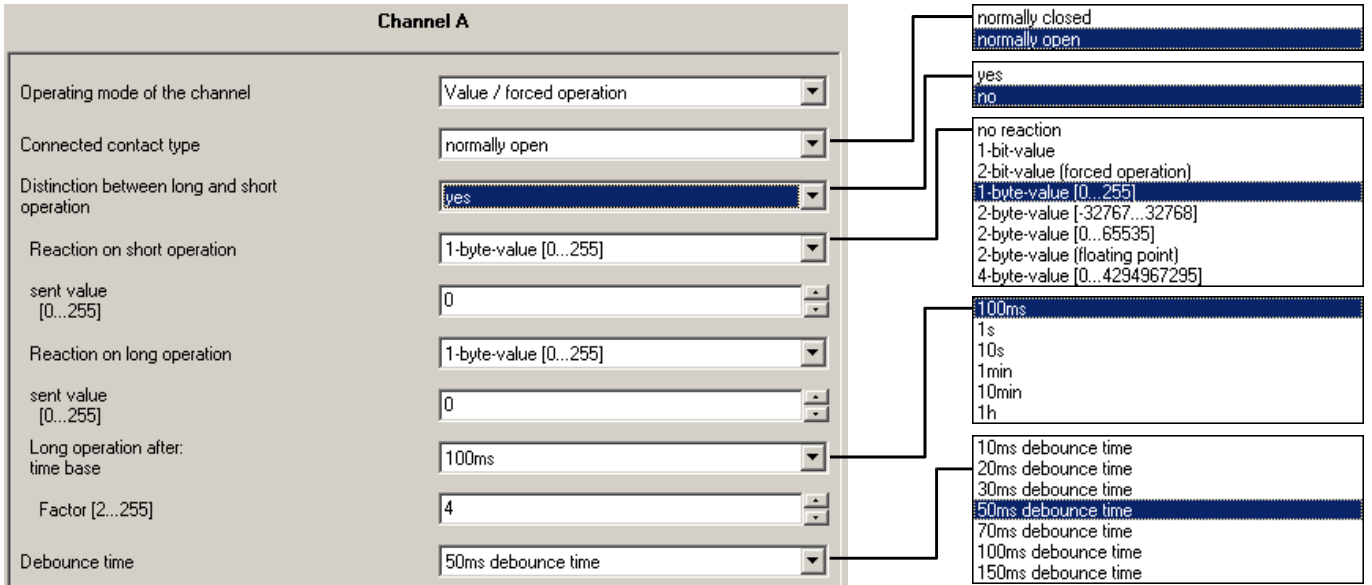 Channel A
Operating mode of the channel
Value / forced operation
Connected contact type
normally open
Distinction between long and short
operation
yes
Reaction on short operation
1-byte-value [0...255]
sent value
[0...255]
0
Reaction on long operation
1-byte-value [0...255]
sent value
[0...255]
0
Long operation after:
time base
100ms
Factor [2...255]
4
Debounce time
50ms debounce time
normally closed
normally open
yes
no
no reaction
1-bit-value
2-bit-value (forced operation)
1-byte-value [0...255]
2-byte-value [-32767...32768]
2-byte-value [0...65535]
2-byte-value (floating point)
4-byte-value [0...4294967295]
100ms
1s
10s
1min
10min
1h
10ms debounce time
20ms debounce time
30ms debounce time
50ms debounce time
70ms debounce time
100ms debounce time
150ms debounce time